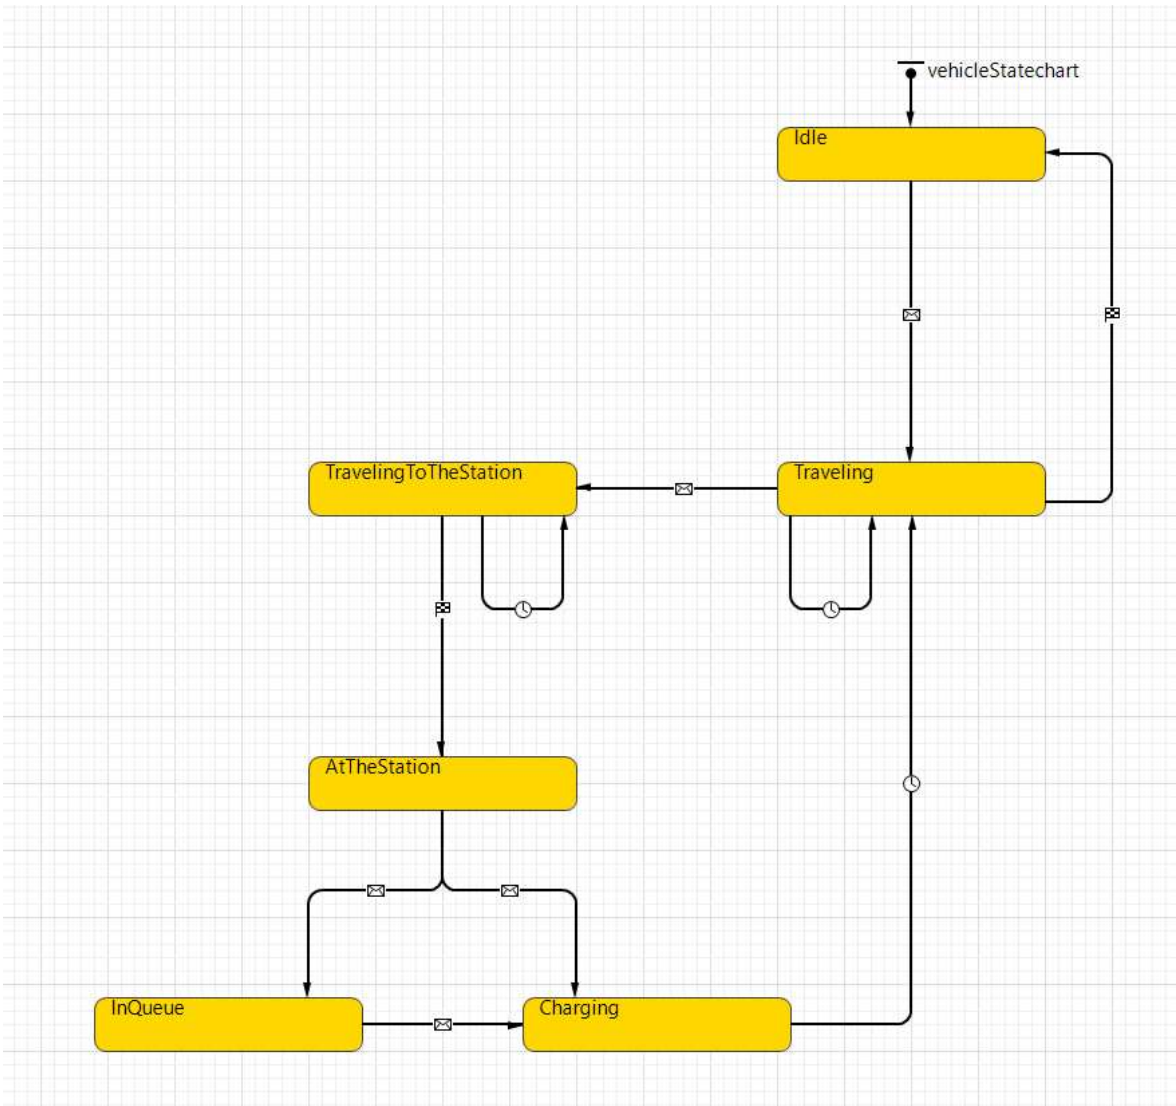 vehicleStatechart
Idle
TravelingToTheStation
Traveling
AtTheStation
InQueue
Charging